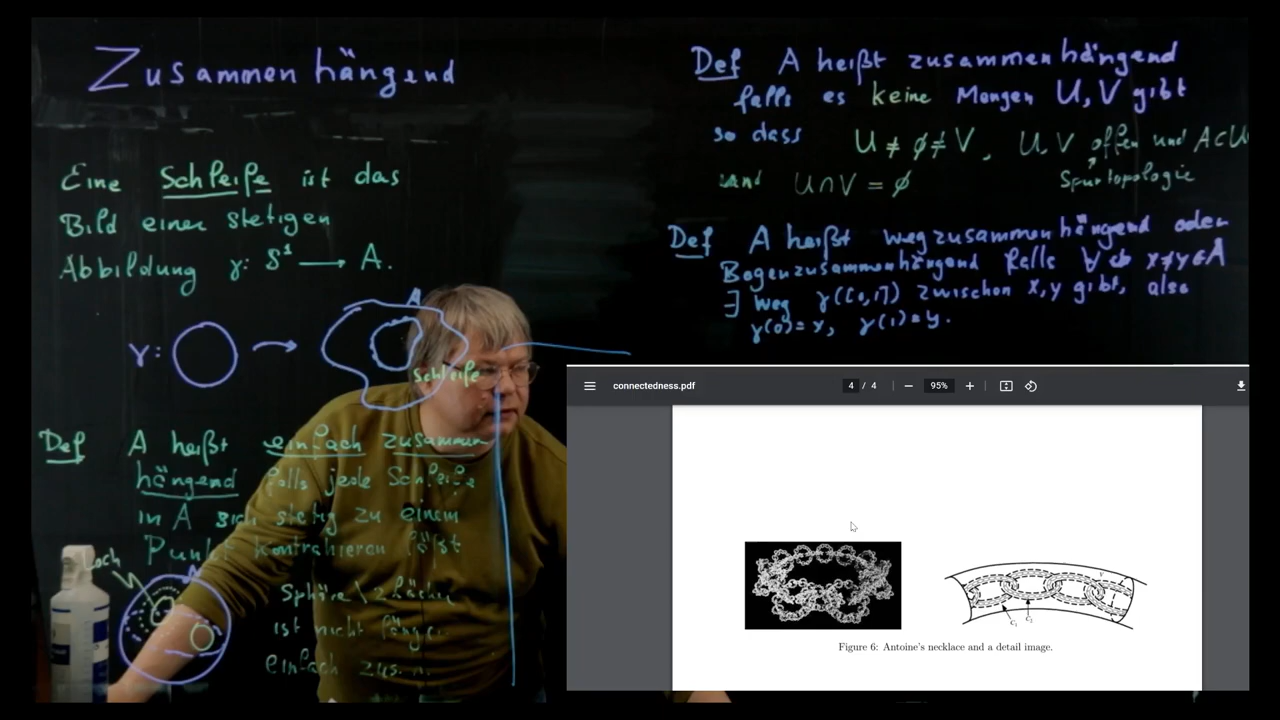 Zusammenhängend
Eine Schleife ist das
Bild einer stetigen
Abbildung γ: S¹ → A.
γ:
A
Schleife
Def A heißt einfach zusammen
hängend falls jede Schleife
in A sich stetig zu einem
Punkt kontrahieren läßt
Loch
Sphäre \ 2
ist nicht
einfach zus.
Def A heißt zusammenhängend
falls es keine Mengen U, V gibt
so dass U ≠ ∅ ≠ V, U, V offen und A⊂U
und U∩V = ∅
Spurtopologie
Def A heißt wegzusammenhängend oder
Bogenzusammenhängend falls ∀ x≠y∈A
∃ Weg γ([0,1]) zwischen x,y gibt, also
γ(0)=x, γ(1)=y.
connectedness.pdf
4 / 4
95%
C₁
C₂
Figure 6: Antoine's necklace and a detail image.